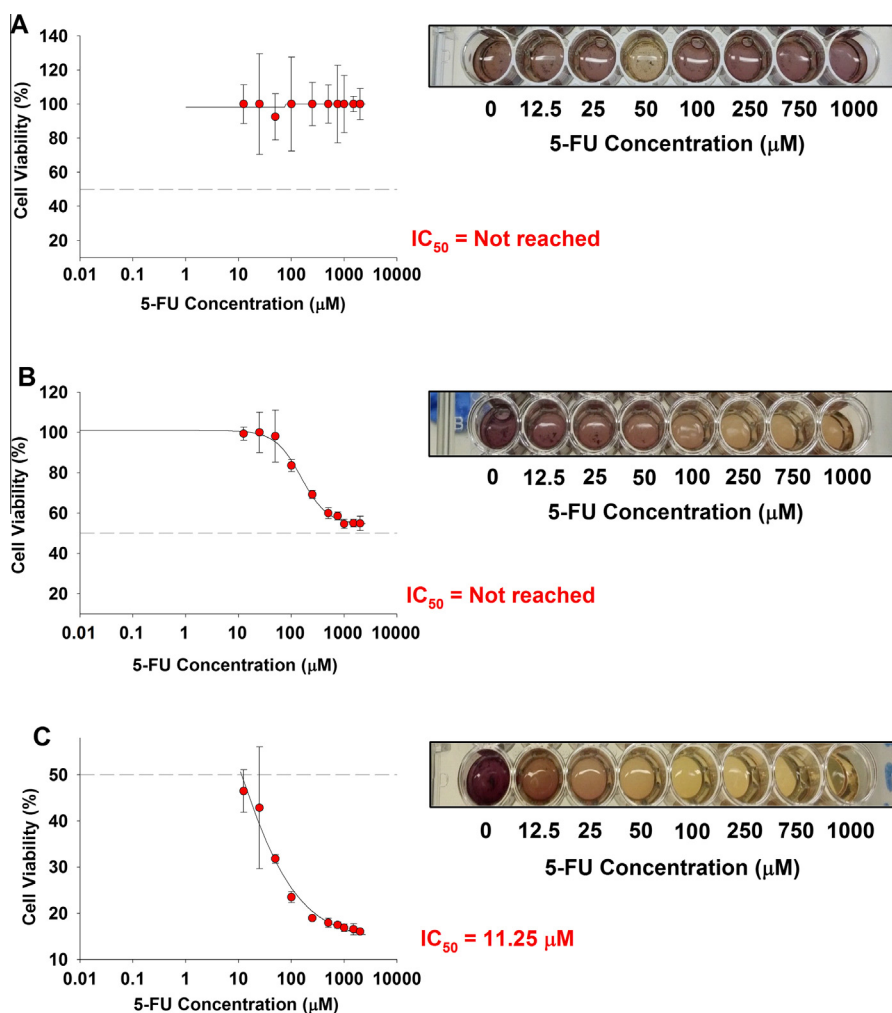 A
140
120
100
80
60
40
20
Cell Viability (%)
0.01 0.1 1 10 100 1000 10000
5-FU Concentration (μM)
0 12.5 25 50 100 250 750 1000
5-FU Concentration (μM)
IC50 = Not reached
B
120
100
80
60
40
20
Cell Viability (%)
0.01 0.1 1 10 100 1000 10000
5-FU Concentration (μM)
B
0 12.5 25 50 100 250 750 1000
5-FU Concentration (μM)
IC50 = Not reached
C
50
40
30
20
10
Cell Viability (%)
0.01 0.1 1 10 100 1000 10000
5-FU Concentration (μM)
0 12.5 25 50 100 250 750 1000
5-FU Concentration (μM)
IC50 = 11.25 μM